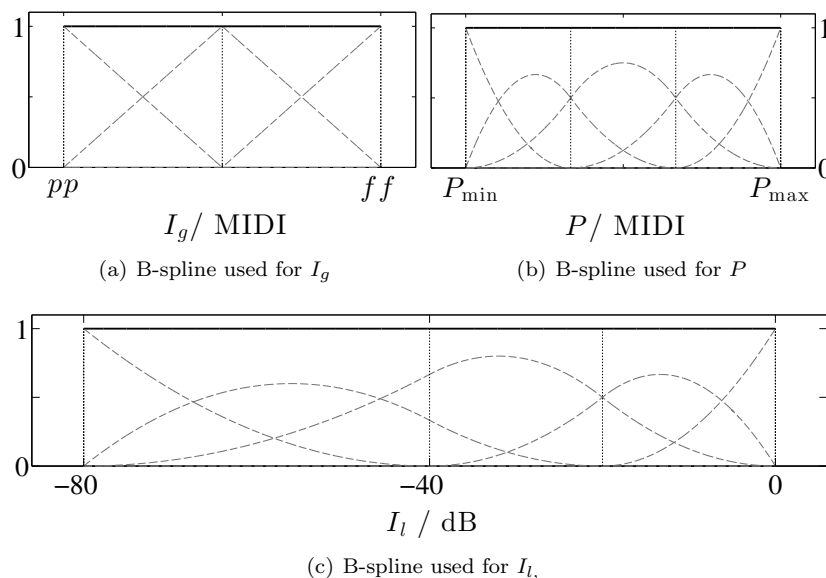 1
0
pp
ff
I_g/ MIDI
(a) B-spline used for I_g
1
0
P_min
P_max
P/ MIDI
(b) B-spline used for P
1
0
−80
−40
0
I_l / dB
(c) B-spline used for I_l,